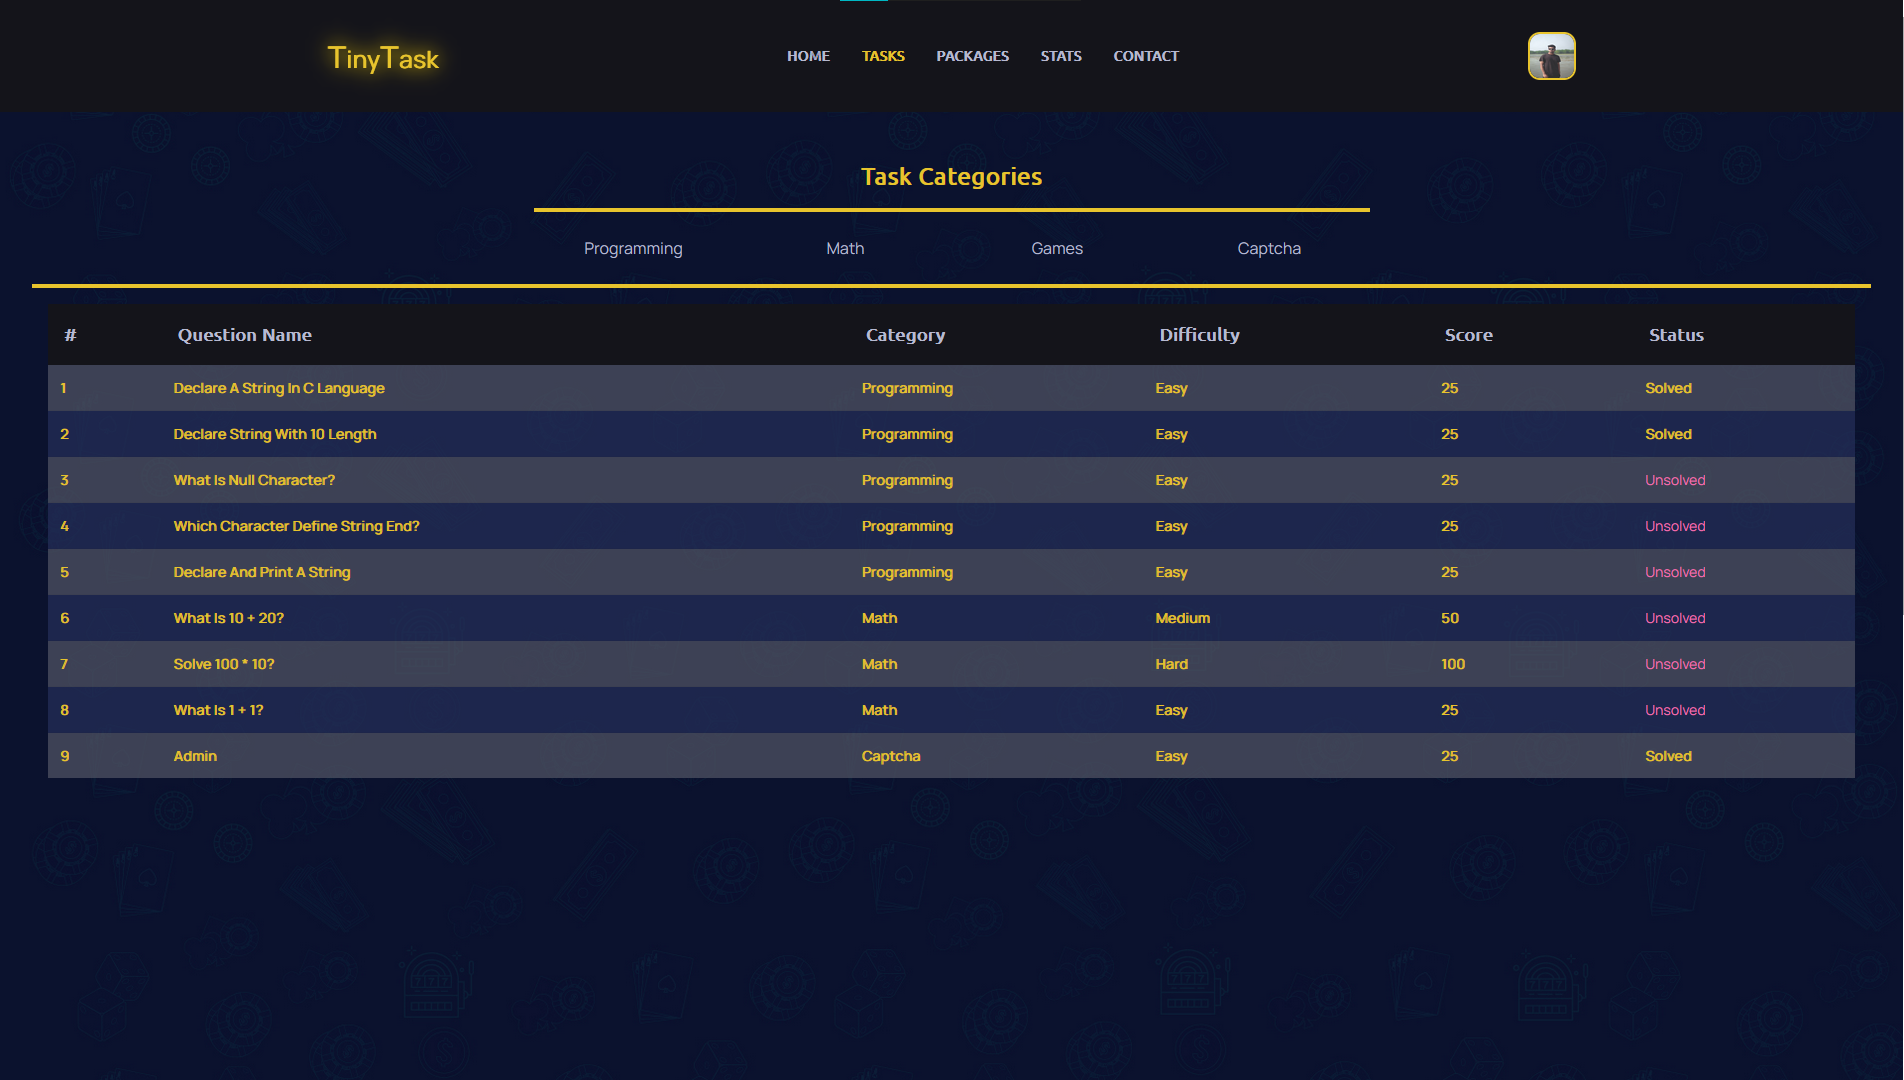 TinyTask
HOME TASKS PACKAGES STATS CONTACT
Task Categories
Programming Math Games Captcha
# Question Name Category Difficulty Score Status
1 Declare A String In C Language Programming Easy 25 Solved
2 Declare String With 10 Length Programming Easy 25 Solved
3 What Is Null Character? Programming Easy 25 Unsolved
4 Which Character Define String End? Programming Easy 25 Unsolved
5 Declare And Print A String Programming Easy 25 Unsolved
6 What Is 10 + 20? Math Medium 50 Unsolved
7 Solve 100 * 10? Math Hard 100 Unsolved
8 What Is 1 + 1? Math Easy 25 Unsolved
9 Admin Captcha Easy 25 Solved